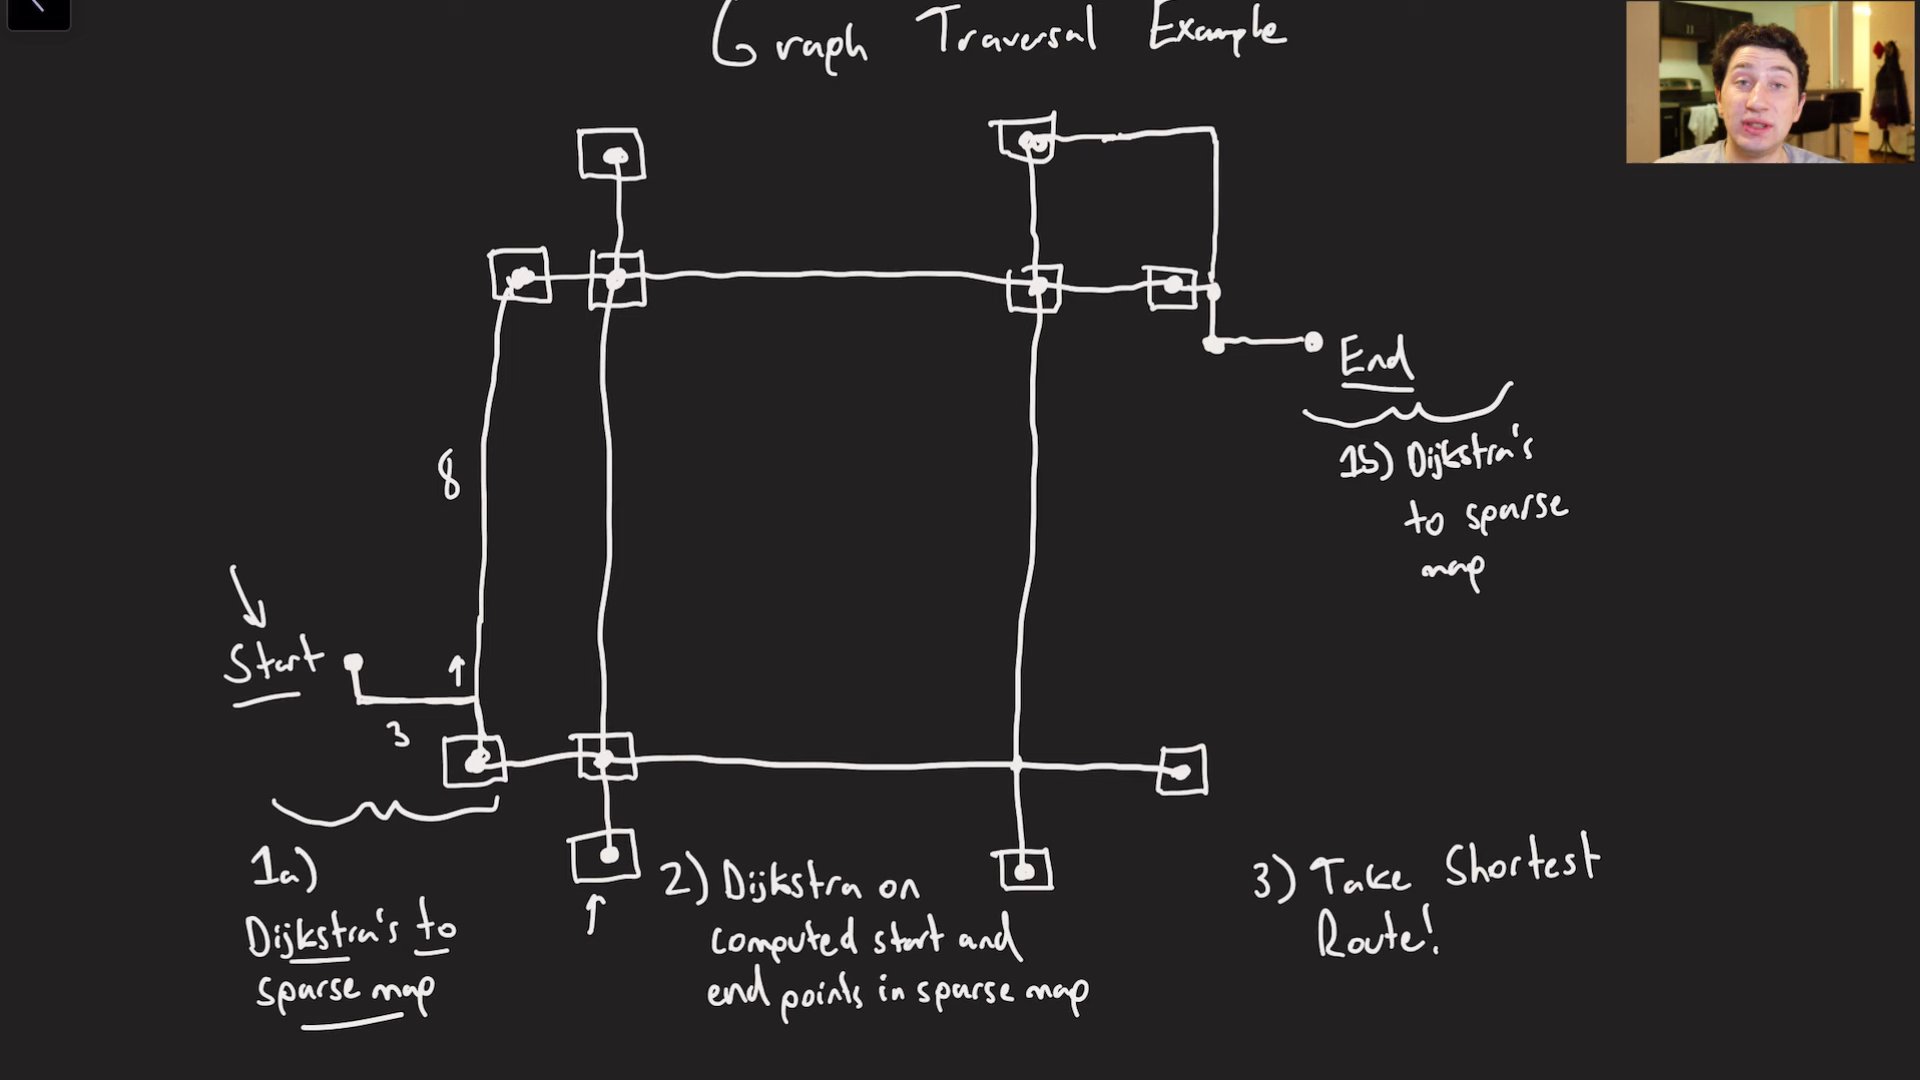 Graph Traversal Example
End
1b) Dijkstra's
to sparse
map
8
Start
3
1a)
Dijkstra's to
sparse map
2) Dijkstra on
computed start and
end points in sparse map
3) Take Shortest
Route!